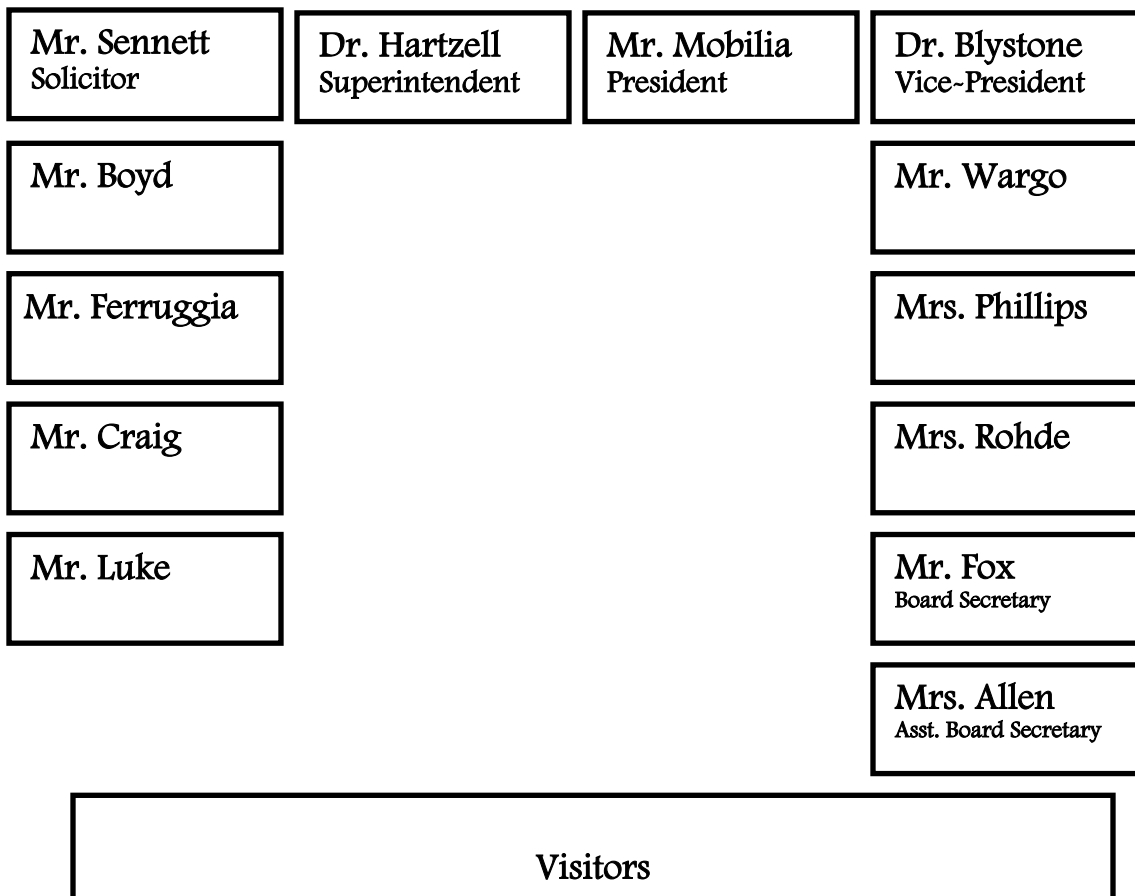 Mr. Sennett
Solicitor
Dr. Hartzell
Superintendent
Mr. Mobilia
President
Dr. Blystone
Vice-President
Mr. Boyd
Mr. Wargo
Mr. Ferruggia
Mrs. Phillips
Mr. Craig
Mrs. Rohde
Mr. Luke
Mr. Fox
Board Secretary
Mrs. Allen
Asst. Board Secretary
Visitors